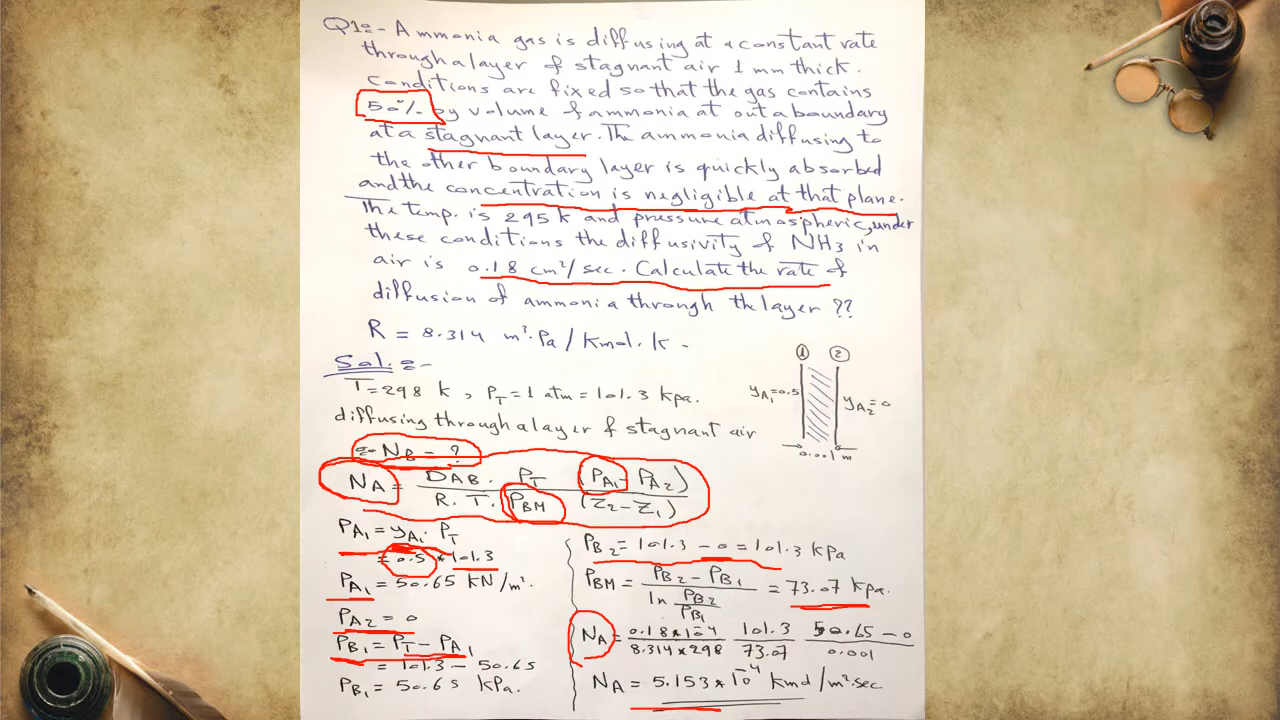 Q1:- Ammonia gas is diffusing at a constant rate
through a layer of stagnant air 1 mm thick.
Conditions are fixed so that the gas contains
50% by volume of ammonia at out a boundary
at a stagnant layer. The ammonia diffusing to
the other boundary layer is quickly absorbed
and the concentration is negligible at that plane.
The temp. is 295 k and pressure atmospheric, under
these conditions the diffusivity of NH3 in
air is 0.18 cm²/sec. Calculate the rate of
diffusion of ammonia through the layer ??
R = 8.314 m³.Pa / Kmol. k -
Sol.:-
T = 298 k , PT = 1 atm = 101.3 kpa.
diffusing through a layer of stagnant air
① ②
yA1=0.5
yA2=0
0.001 m
∴ NB = ?
NA = DAB . PT (PA1 - PA2) / R. T. PBM (Z2 - Z1)
PA1 = yA1 . PT
= 0.5 * 101.3
PA1 = 50.65 KN/m².
PA2 = 0
PB1 = PT - PA1
= 101.3 - 50.65
PB1 = 50.65 kPa.
PB2 = 101.3 - 0 = 101.3 kPa
PBM = PB2 - PB1 / ln PB2/PB1 = 73.07 kpa.
NA = 0.18*10-4 / 8.314*298 101.3 / 73.07 50.65 - 0 / 0.001
NA = 5.153 * 10-4 kmol /m².sec